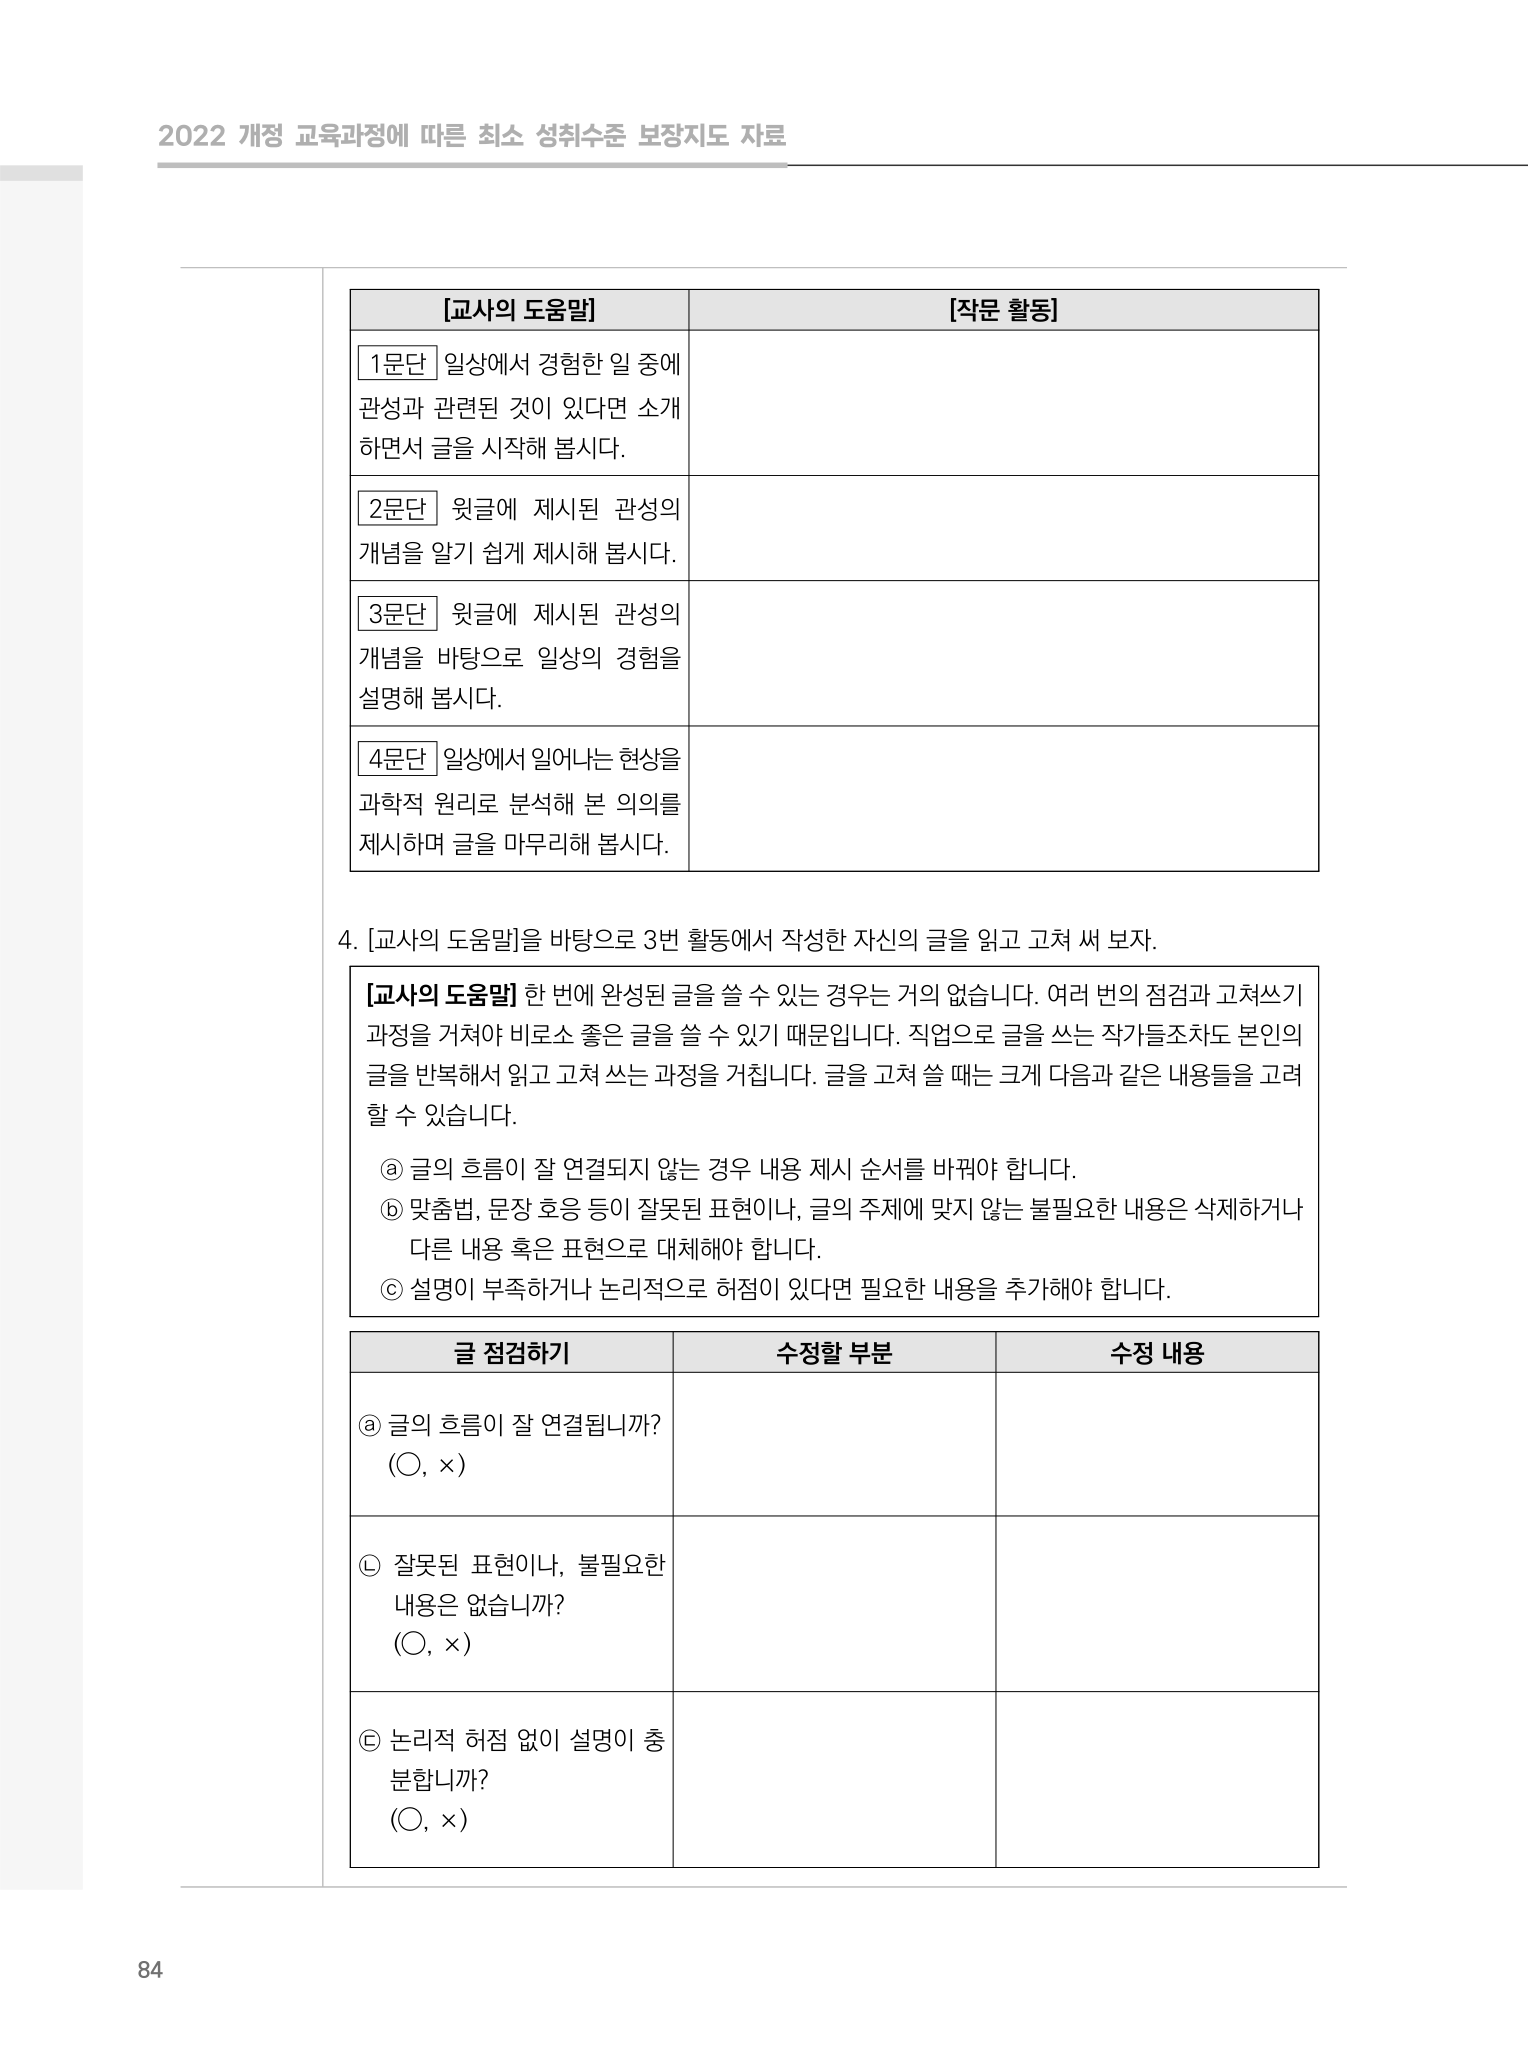 2022 개정 교육과정에 따른 최소 성취수준 보장지도 자료
[교사의 도움말]
[작문 활동]
1문단 일상에서 경험한 일 중에
관성과 관련된 것이 있다면 소개
하면서 글을 시작해 봅시다.
2문단 윗글에 제시된 관성의
개념을 알기 쉽게 제시해 봅시다.
3문단 윗글에 제시된 관성의
개념을 바탕으로 일상의 경험을
설명해 봅시다.
4문단 일상에서 일어나는 현상을
과학적 원리로 분석해 본 의의를
제시하며 글을 마무리해 봅시다.
4. [교사의 도움말]을 바탕으로 3번 활동에서 작성한 자신의 글을 읽고 고쳐 써 보자.
[교사의 도움말] 한 번에 완성된 글을 쓸 수 있는 경우는 거의 없습니다. 여러 번의 점검과 고쳐쓰기
과정을 거쳐야 비로소 좋은 글을 쓸 수 있기 때문입니다. 직업으로 글을 쓰는 작가들조차도 본인의
글을 반복해서 읽고 고쳐 쓰는 과정을 거칩니다. 글을 고쳐 쓸 때는 크게 다음과 같은 내용들을 고려
할 수 있습니다.
ⓐ 글의 흐름이 잘 연결되지 않는 경우 내용 제시 순서를 바꿔야 합니다.
ⓑ 맞춤법, 문장 호응 등이 잘못된 표현이나, 글의 주제에 맞지 않는 불필요한 내용은 삭제하거나
다른 내용 혹은 표현으로 대체해야 합니다.
ⓒ 설명이 부족하거나 논리적으로 허점이 있다면 필요한 내용을 추가해야 합니다.
글 점검하기
수정할 부분
수정 내용
ⓐ 글의 흐름이 잘 연결됩니까?
(○, ×)
㉡ 잘못된 표현이나, 불필요한
내용은 없습니까?
(○, ×)
㉢ 논리적 허점 없이 설명이 충
분합니까?
(○, ×)
84